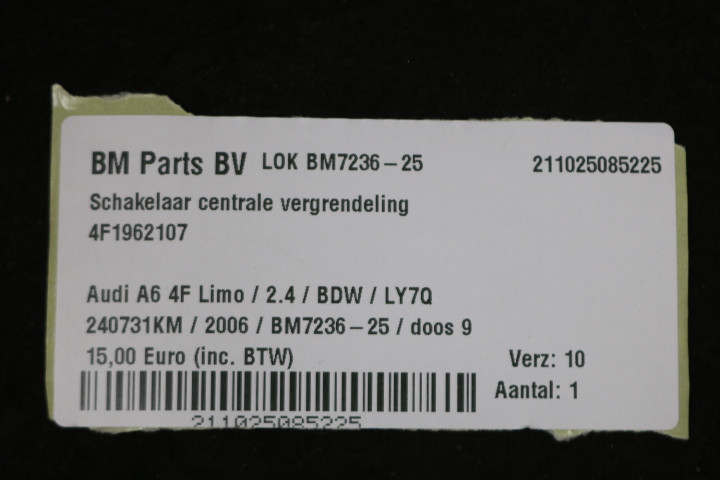 BM Parts BV LOK BM7236-25 211025085225
Schakelaar centrale vergrendeling
4F1962107
Audi A6 4F Limo / 2.4 / BDW / LY7Q
240731KM / 2006 / BM7236-25 / doos 9
15,00 Euro (inc. BTW) Verz: 10
Aantal: 1
211025085225